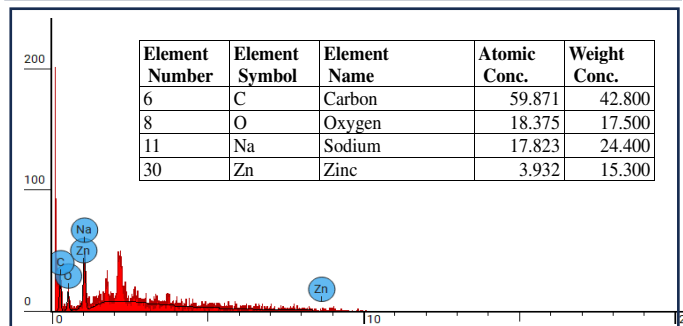 200
Element Number Element Symbol Element Name Atomic Conc. Weight Conc.
6 C Carbon 59.871 42.800
8 O Oxygen 18.375 17.500
11 Na Sodium 17.823 24.400
30 Zn Zinc 3.932 15.300
100
Na
Zn
C
O
Zn
0
0 10 2